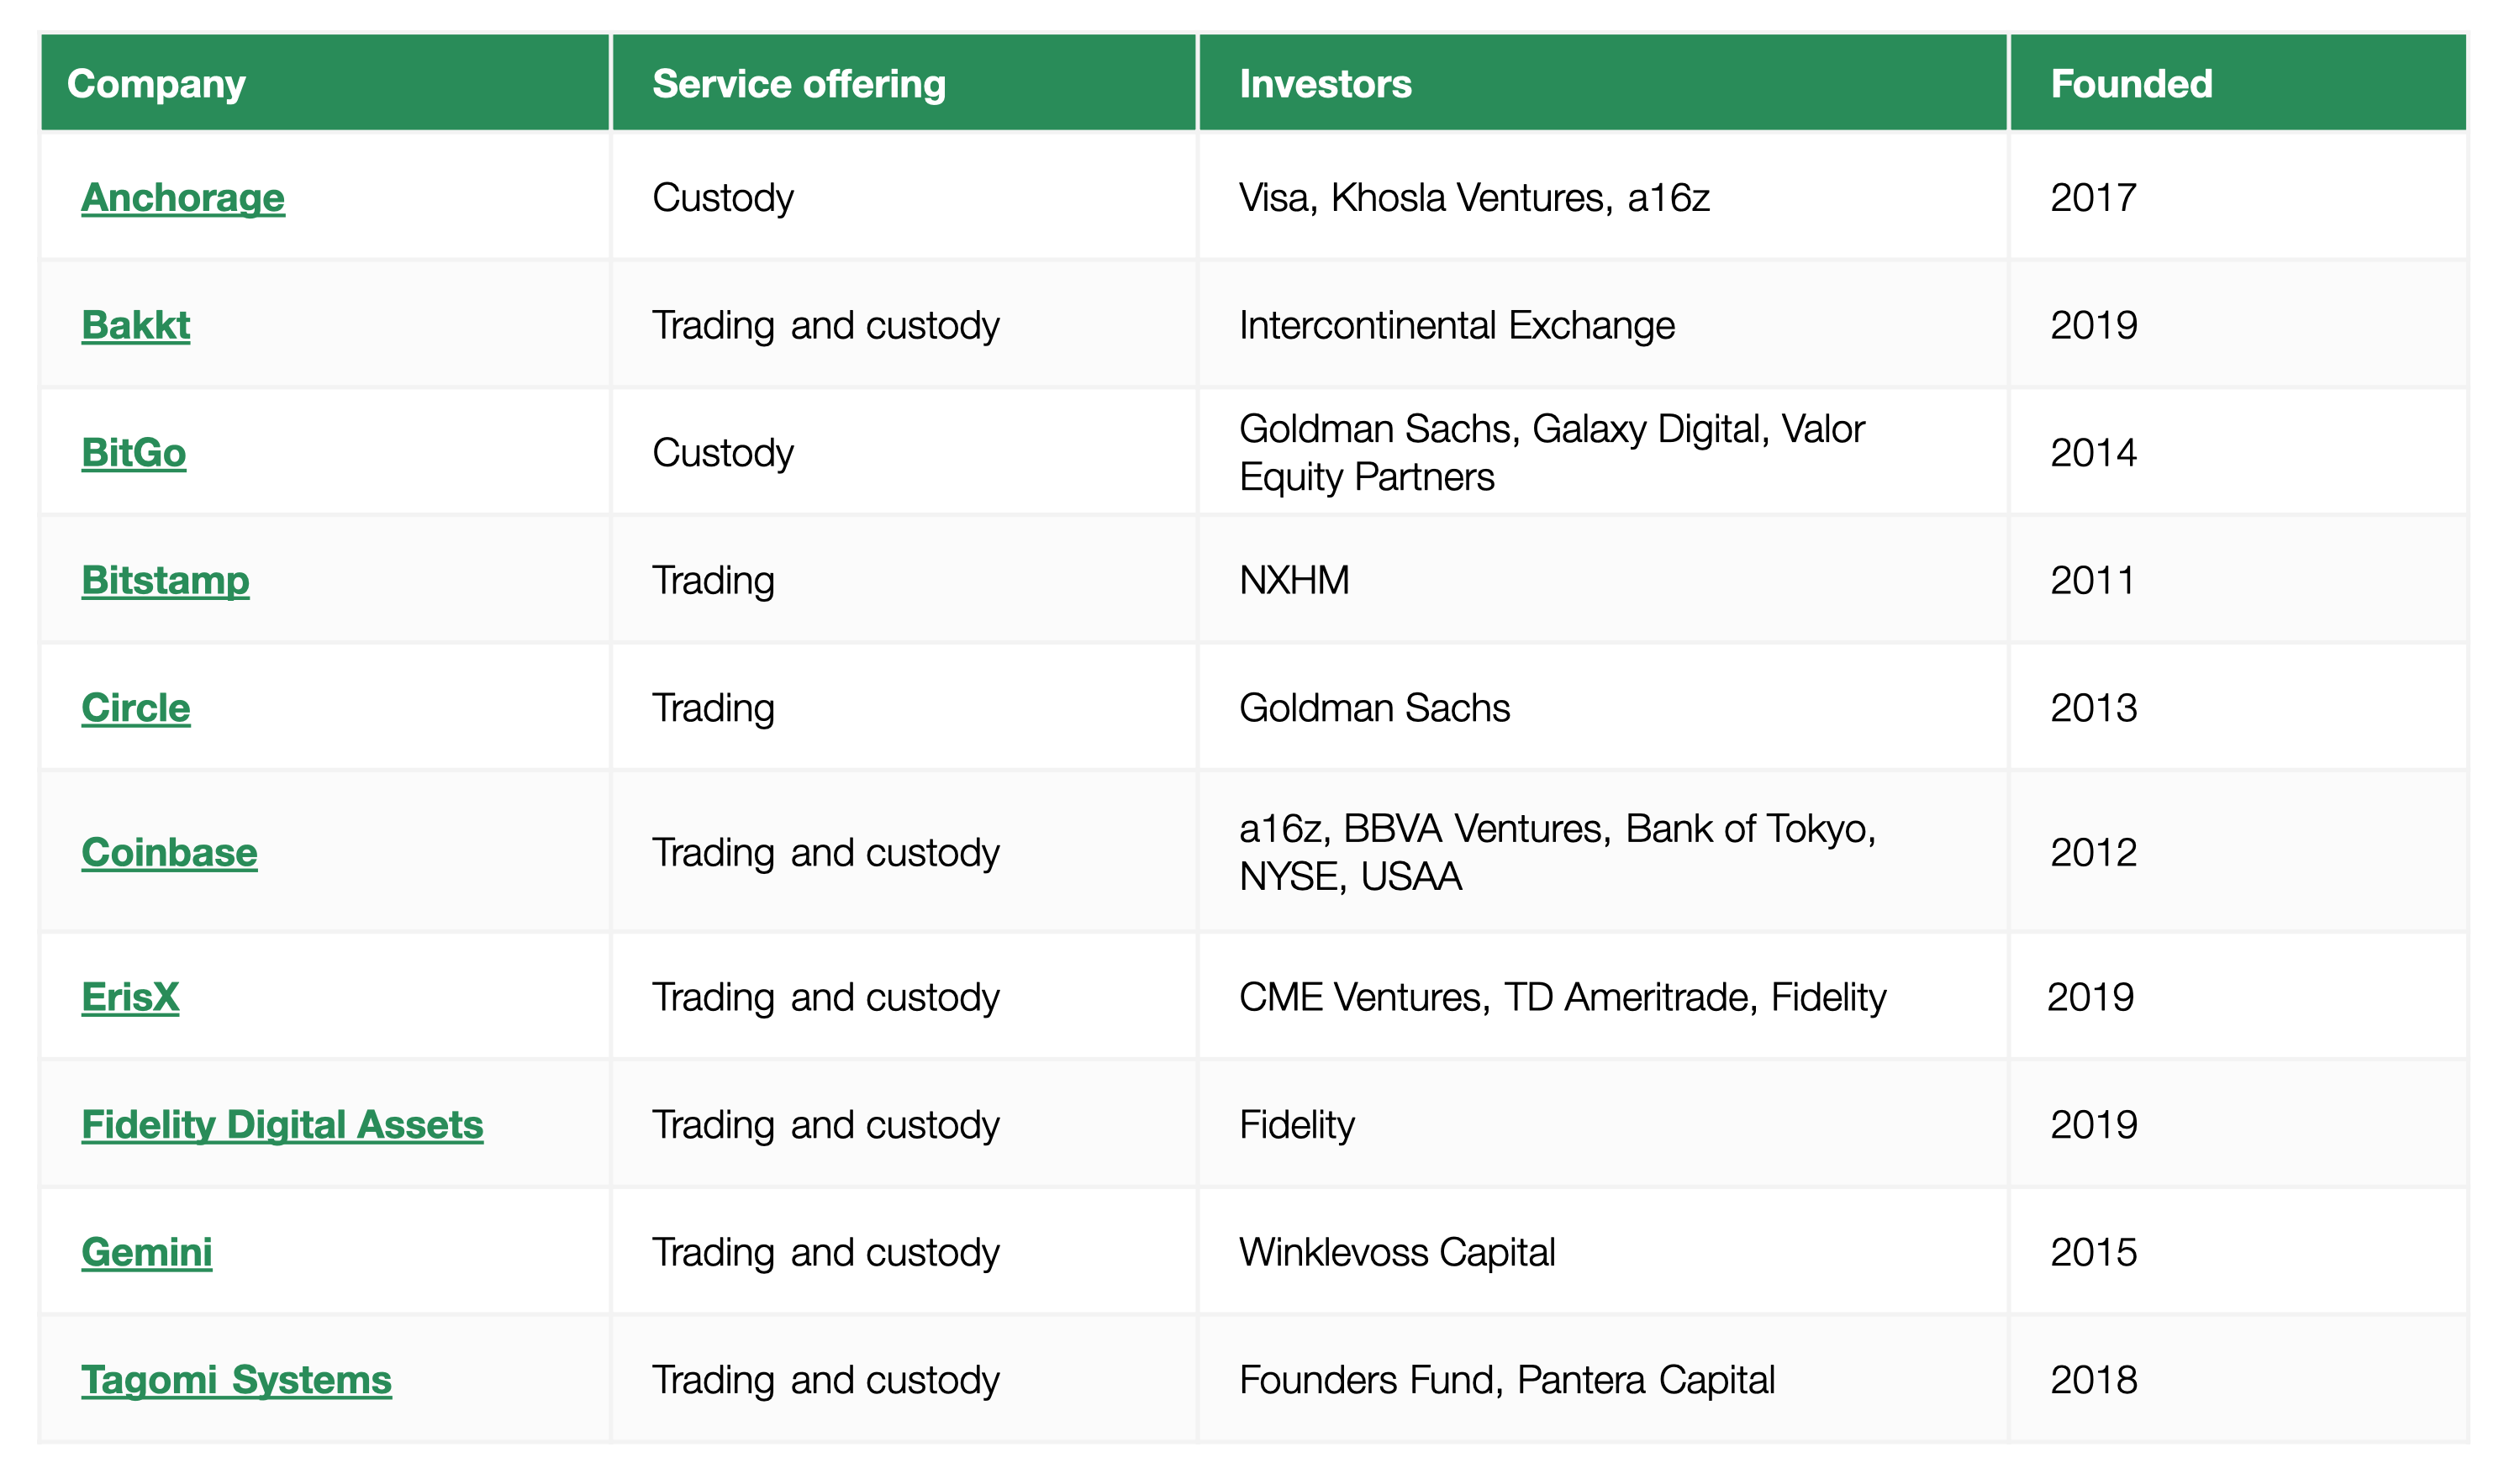 Company Service offering Investors Founded
Anchorage Custody Visa, Khosla Ventures, a16z 2017
Bakkt Trading and custody Intercontinental Exchange 2019
BitGo Custody Goldman Sachs, Galaxy Digital, Valor
Equity Partners 2014
Bitstamp Trading NXHM 2011
Circle Trading Goldman Sachs 2013
Coinbase Trading and custody a16z, BBVA Ventures, Bank of Tokyo,
NYSE, USAA 2012
ErisX Trading and custody CME Ventures, TD Ameritrade, Fidelity 2019
Fidelity Digital Assets Trading and custody Fidelity 2019
Gemini Trading and custody Winklevoss Capital 2015
Tagomi Systems Trading and custody Founders Fund, Pantera Capital 2018